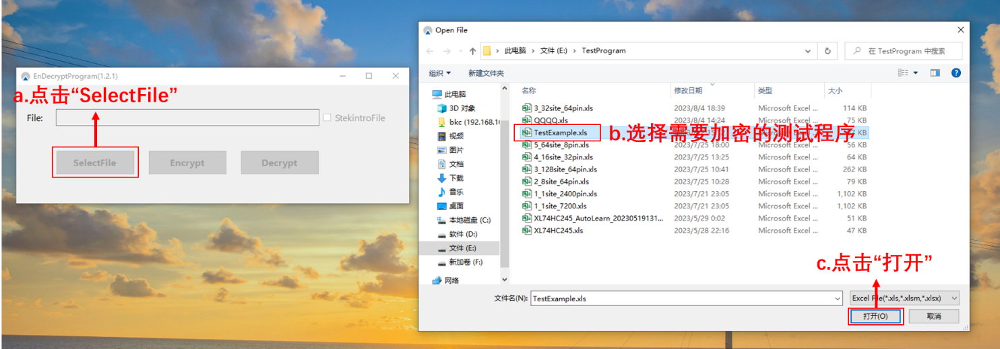 EnDecryptProgram(1.2.1)
a.点击“SelectFile”
File:
StekintroFile
SelectFile
Encrypt
Decrypt
Open File
此电脑 › 文件 (E:) › TestProgram
在 TestProgram 中搜索
组织
新建文件夹
此电脑
3D 对象
bkc (192.168.10
视频
图片
文档
下载
音乐
桌面
本地磁盘 (C:)
软件 (D:)
文件 (E:)
新加卷 (F:)
网络
名称 修改日期 类型 大小
3_32site_64pin.xls 2023/8/4 18:39 Microsoft Excel ... 114 KB
QQQQ.xls 2023/8/4 14:24 Microsoft Excel ... 75 KB
TestExample.xls
b.选择需要加密的测试程序
5_64site_8pin.xls 2023/7/25 18:00 Microsoft Excel ... 56 KB
4_16site_32pin.xls 2023/7/25 13:25 Microsoft Excel ... 64 KB
3_128site_64pin.xls 2023/7/25 10:41 Microsoft Excel ... 262 KB
2_8site_64pin.xls 2023/7/25 10:28 Microsoft Excel ... 79 KB
1_1site_2400pin.xls 2023/7/21 23:05 Microsoft Excel ... 1,102 KB
1_1site_7200.xls 2023/7/21 23:05 Microsoft Excel ... 1,102 KB
XL74HC245_AutoLearn_20230519131... 2023/5/29 0:02 Microsoft Excel ... 51 KB
XL74HC245.xls 2023/5/28 22:16 Microsoft Excel ... 47 KB
c.点击“打开”
文件名(N): TestExample.xls
Excel File(*.xls,*.xlsm,*.xlsx)
打开(O)
取消